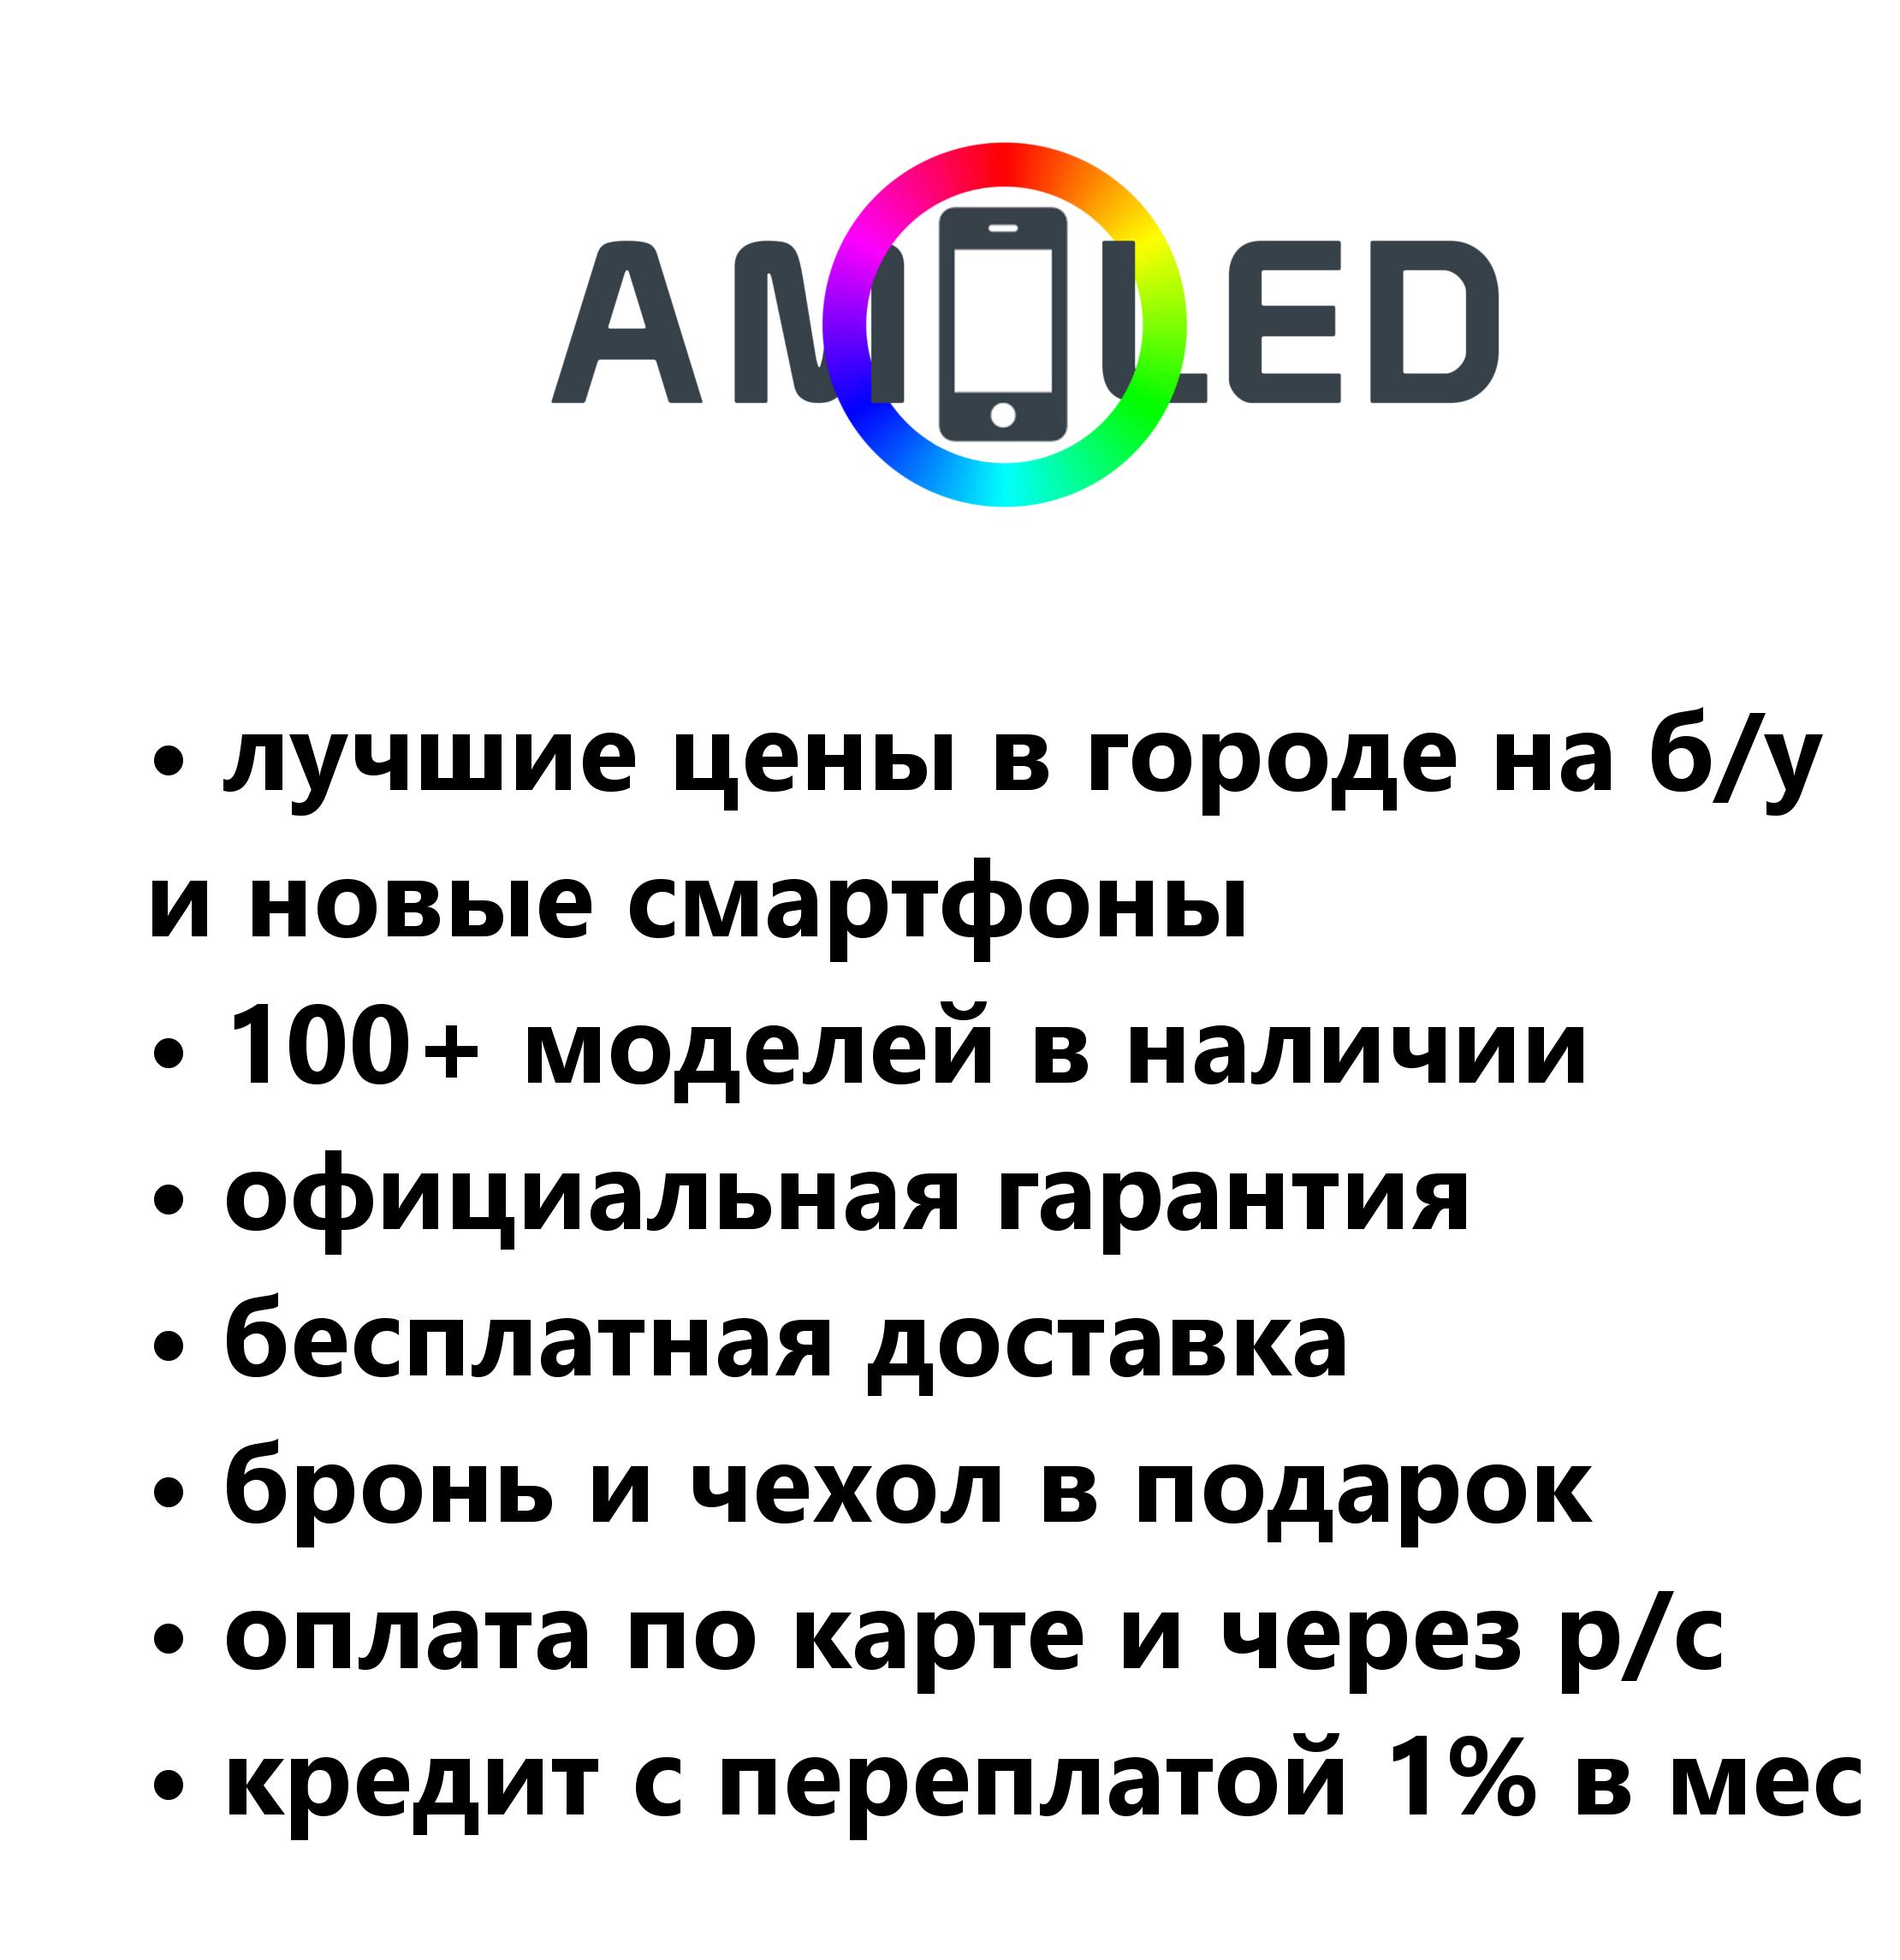 AMOLED
• лучшие цены в городе на б/у
и новые смартфоны
• 100+ моделей в наличии
• официальная гарантия
• бесплатная доставка
• бронь и чехол в подарок
• оплата по карте и через р/с
• кредит с переплатой 1% в мес